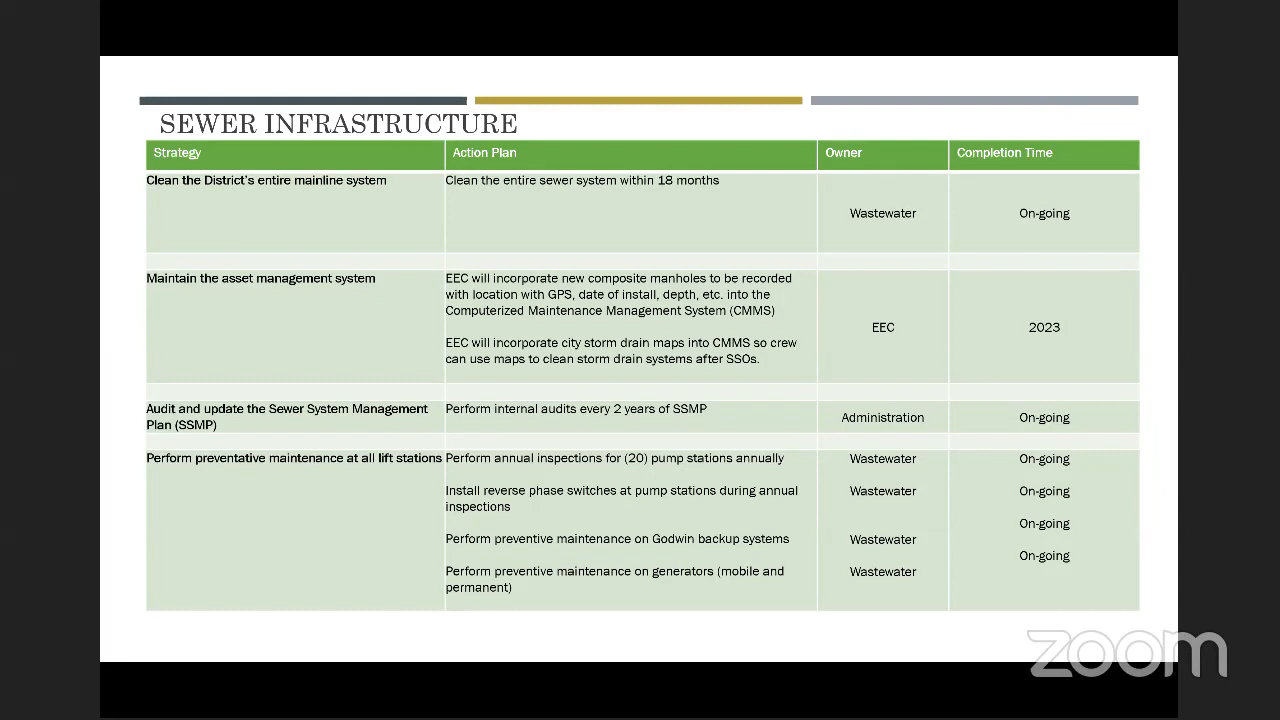 SEWER INFRASTRUCTURE
Strategy
Action Plan
Owner
Completion Time
Clean the District's entire mainline system
Clean the entire sewer system within 18 months
Wastewater
On-going
Maintain the asset management system
EEC will incorporate new composite manholes to be recorded
with location with GPS, date of install, depth, etc. into the
Computerized Maintenance Management System (CMMS)
EEC will incorporate city storm drain maps into CMMS so crew
can use maps to clean storm drain systems after SSOs.
EEC
2023
Audit and update the Sewer System Management
Plan (SSMP)
Perform internal audits every 2 years of SSMP
Administration
On-going
Perform preventative maintenance at all lift stations
Perform annual inspections for (20) pump stations annually
Install reverse phase switches at pump stations during annual
inspections
Perform preventive maintenance on Godwin backup systems
Perform preventive maintenance on generators (mobile and
permanent)
Wastewater
Wastewater
Wastewater
Wastewater
On-going
On-going
On-going
On-going
zoom